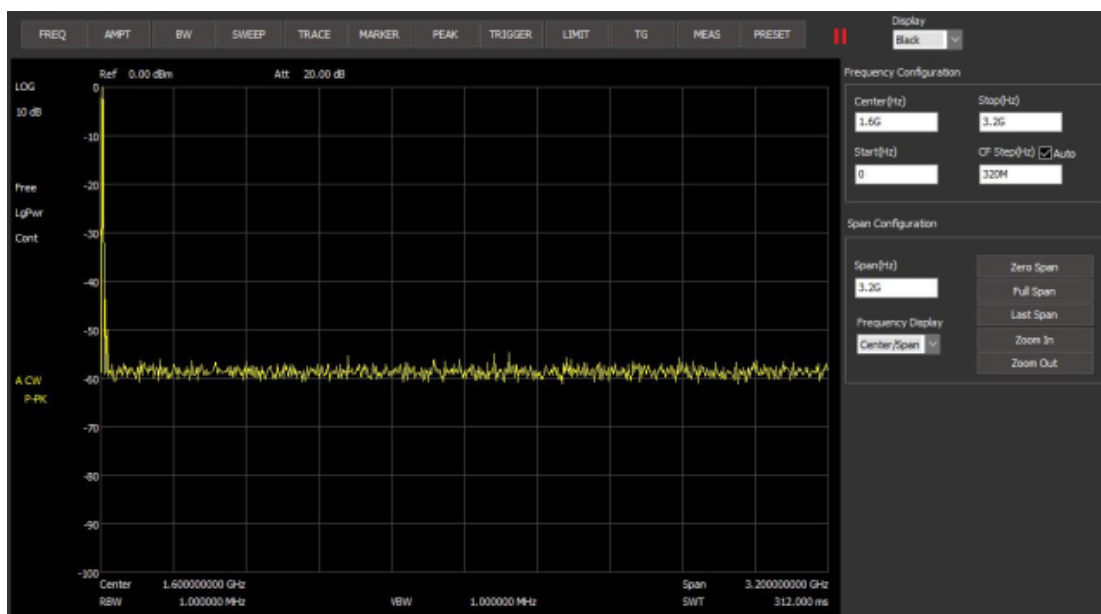 Display
FREQ AMPT BW SWEEP TRACE MARKER PEAK TRIGGER LIMIT TG MEAS PRESET Black
Ref 0.00 dBm Att 20.00 dB
LOG
10 dB
Free
LgPwr
Cont
A CW
P-PK
0
-10
-20
-30
-40
-50
-60
-70
-80
-90
-100
Center 1.600000000 GHz Span 3.200000000 GHz
RBW 1.000000 MHz VBW 1.000000 MHz SWT 312.000 ms
Frequency Configuration
Center(Hz) Stop(Hz)
1.6G 3.2G
Start(Hz) CF Step(Hz) Auto
0 320M
Span Configuration
Span(Hz)
3.2G
Frequency Display
Center/Span
Zero Span
Full Span
Last Span
Zoom In
Zoom Out